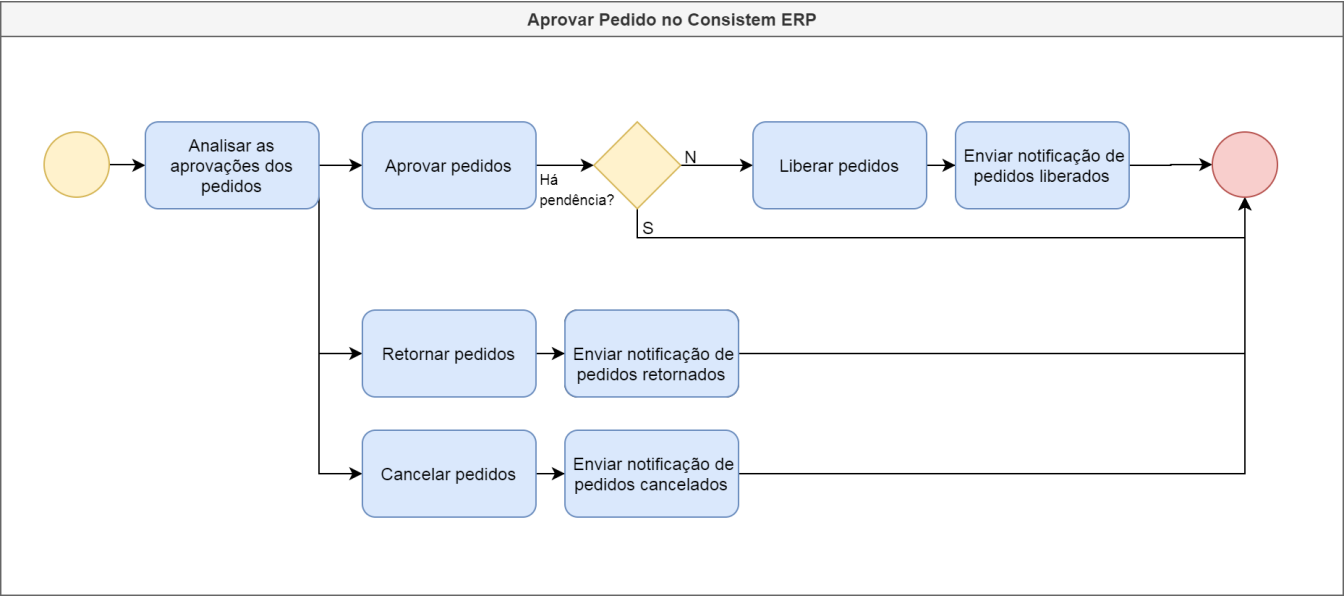 Aprovar Pedido no Consistem ERP
Analisar as
aprovações dos
pedidos
Aprovar pedidos
Há
pendência?
N
S
Liberar pedidos
Enviar notificação de
pedidos liberados
Retornar pedidos
Enviar notificação de
pedidos retornados
Cancelar pedidos
Enviar notificação de
pedidos cancelados